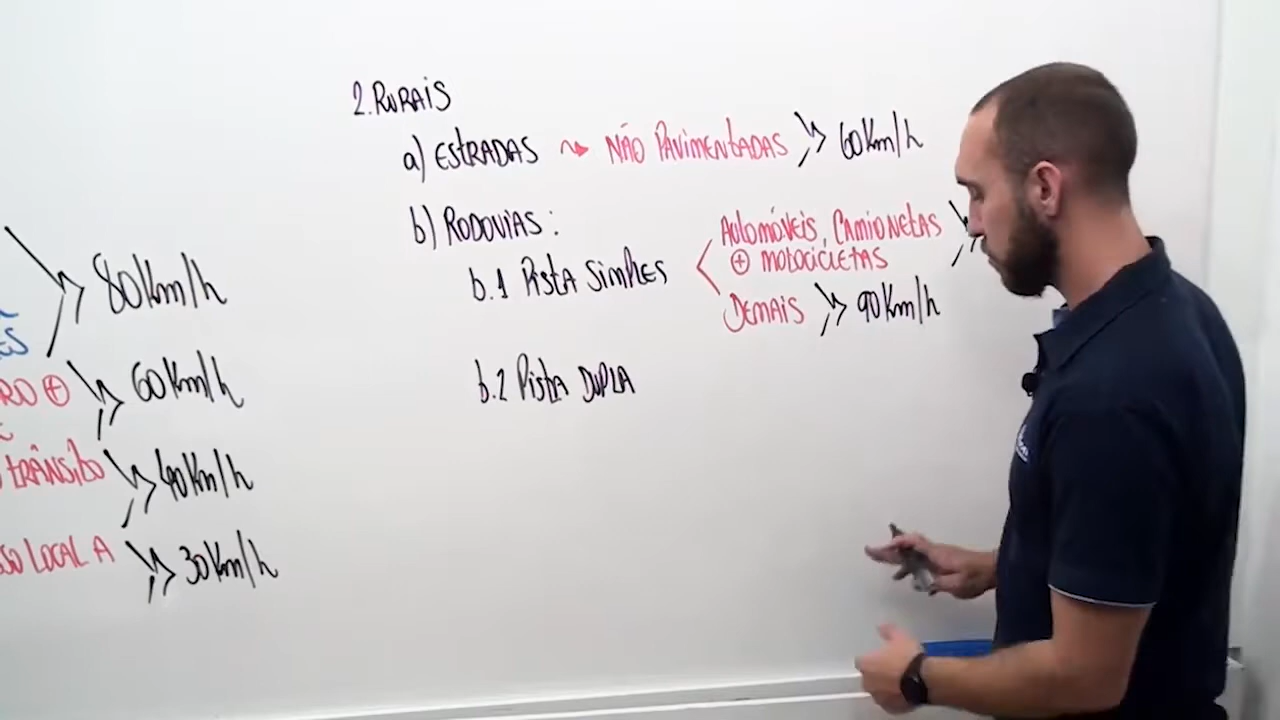 2. RURAIS
a) ESTRADAS NÃO PAVIMENTADAS 60Km/h
b) RODOVIAS:
b.1 PISTA SIMPLES
AUTOMÓVEIS, CAMIONETAS
+ MOTOCICLETAS
DEMAIS 90Km/h
b.2 PISTA DUPLA
80Km/h
60Km/h
TRÂNSITO 40Km/h
LOCAL A 30Km/h